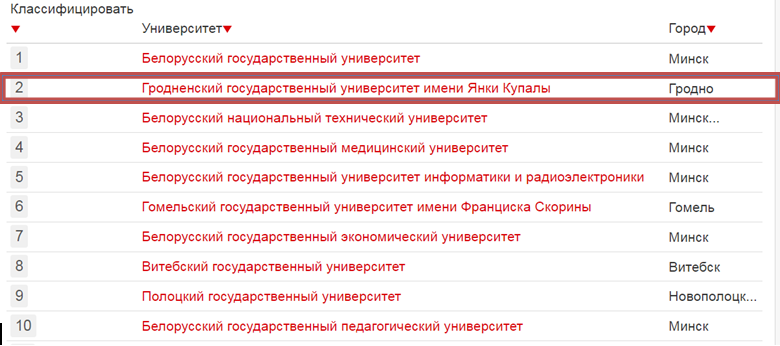 Классифицировать
Университет Город
1 Белорусский государственный университет Минск
2 Гродненский государственный университет имени Янки Купалы Гродно
3 Белорусский национальный технический университет Минск...
4 Белорусский государственный медицинский университет Минск
5 Белорусский государственный университет информатики и радиоэлектроники Минск
6 Гомельский государственный университет имени Франциска Скорины Гомель
7 Белорусский государственный экономический университет Минск
8 Витебский государственный университет Витебск
9 Полоцкий государственный университет Новополоцк...
10 Белорусский государственный педагогический университет Минск